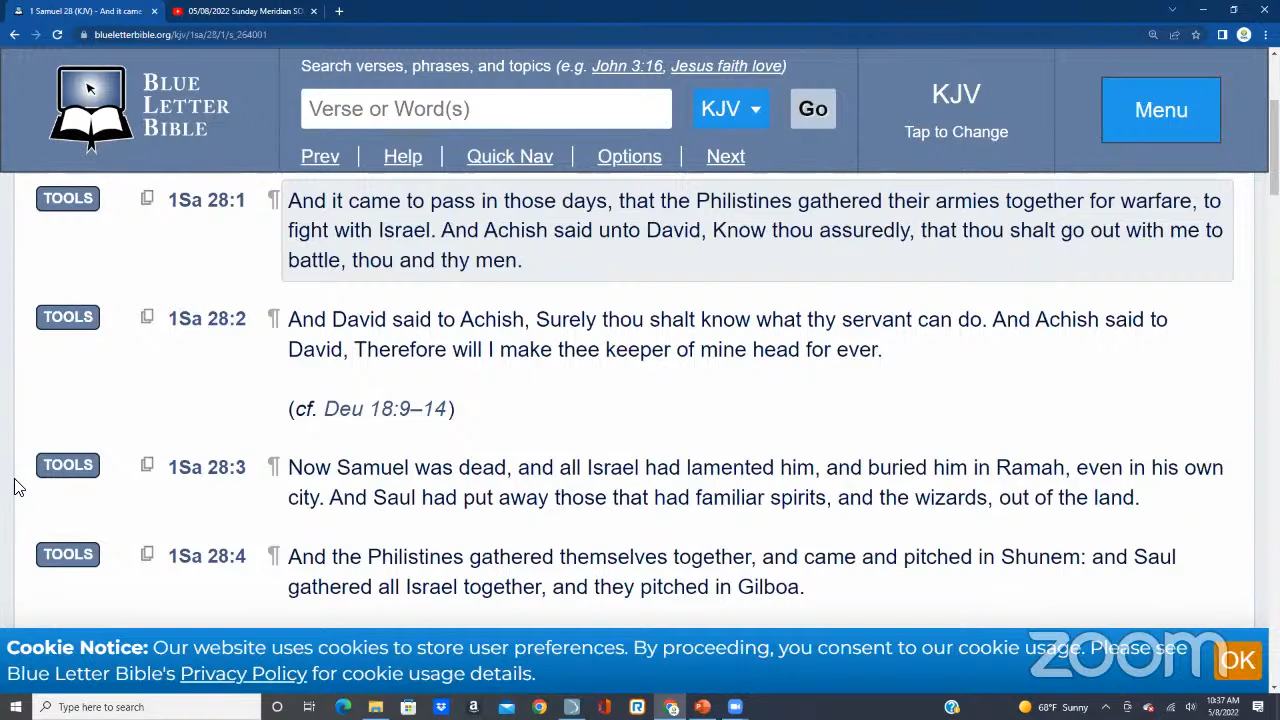 1 Samuel 28 (KJV) - And it came
05/08/2022 Sunday Meridian SD
blueletterbible.org/kjv/1sa/28/1/s_264001
BLUE
LETTER
BIBLE
Search verses, phrases, and topics (e.g. John 3:16, Jesus faith love)
Verse or Word(s)
KJV
Go
KJV
Tap to Change
Menu
Prev | Help | Quick Nav | Options | Next
TOOLS 1Sa 28:1 ¶ And it came to pass in those days, that the Philistines gathered their armies together for warfare, to
fight with Israel. And Achish said unto David, Know thou assuredly, that thou shalt go out with me to
battle, thou and thy men.
TOOLS 1Sa 28:2 ¶ And David said to Achish, Surely thou shalt know what thy servant can do. And Achish said to
David, Therefore will I make thee keeper of mine head for ever.
(cf. Deu 18:9–14)
TOOLS 1Sa 28:3 ¶ Now Samuel was dead, and all Israel had lamented him, and buried him in Ramah, even in his own
city. And Saul had put away those that had familiar spirits, and the wizards, out of the land.
TOOLS 1Sa 28:4 ¶ And the Philistines gathered themselves together, and came and pitched in Shunem: and Saul
gathered all Israel together, and they pitched in Gilboa.
Cookie Notice: Our website uses cookies to store user preferences. By proceeding, you consent to our cookie usage. Please see
Blue Letter Bible's Privacy Policy for cookie usage details.
OK
zoom
Type here to search
68°F Sunny
10:37 AM
5/8/2022